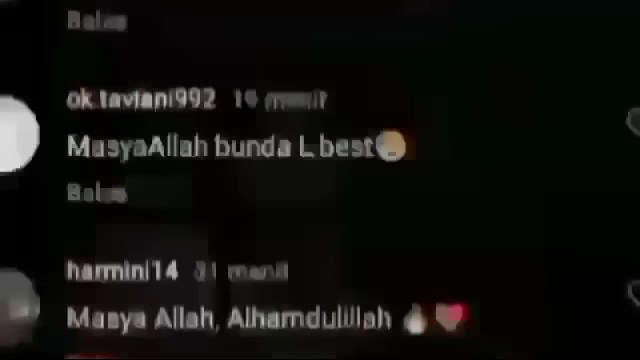 Balas
ok.taviani992 19 menit
MasyaAllah bunda L best
Balas
harmini14 31 menit
Masya Allah, Alhamdulillah